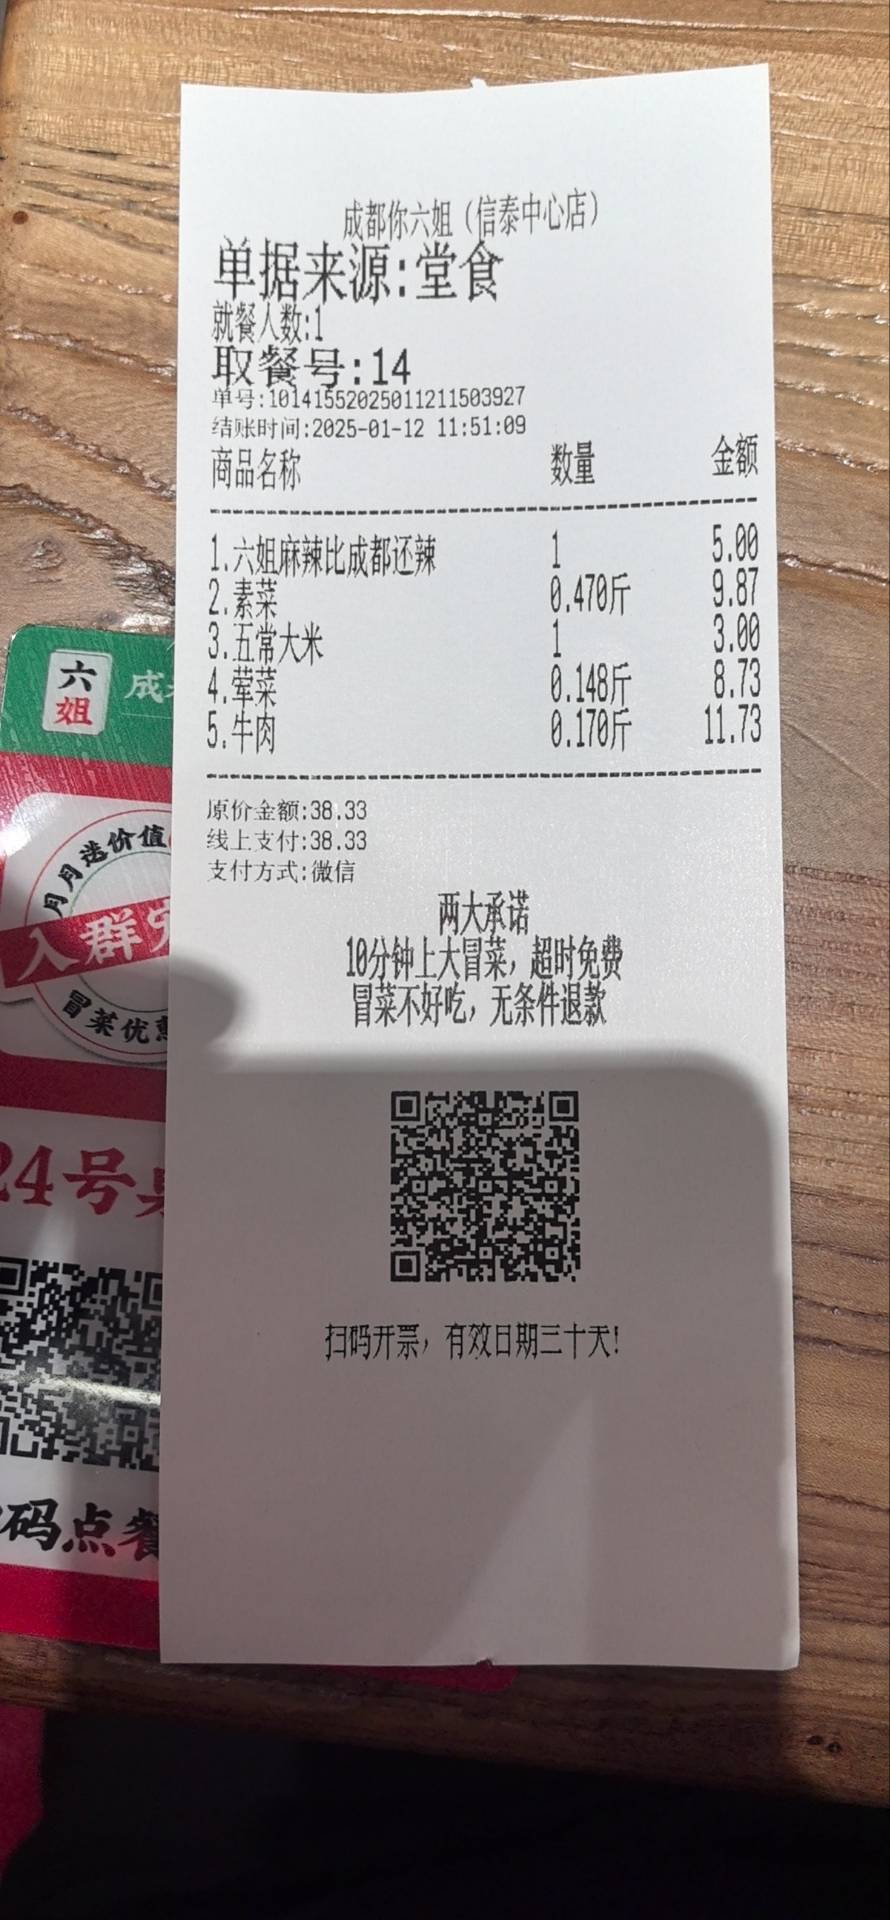 成都你六姐（信泰中心店）
单据来源:堂食
就餐人数:1
取餐号:14
单号:10141552025011211503927
结账时间:2025-01-12 11:51:09
商品名称 数量 金额
1.六姐麻辣比成都还辣 1 5.00
2.素菜 0.470斤 9.87
3.五常大米 1 3.00
4.荤菜 0.148斤 8.73
5.牛肉 0.170斤 11.73
原价金额:38.33
线上支付:38.33
支付方式:微信
两大承诺
10分钟上大冒菜，超时免费
冒菜不好吃，无条件退款
扫码开票，有效日期三十天!
六姐
成
月月送价值
入群
冒菜优惠
24号桌
码点餐